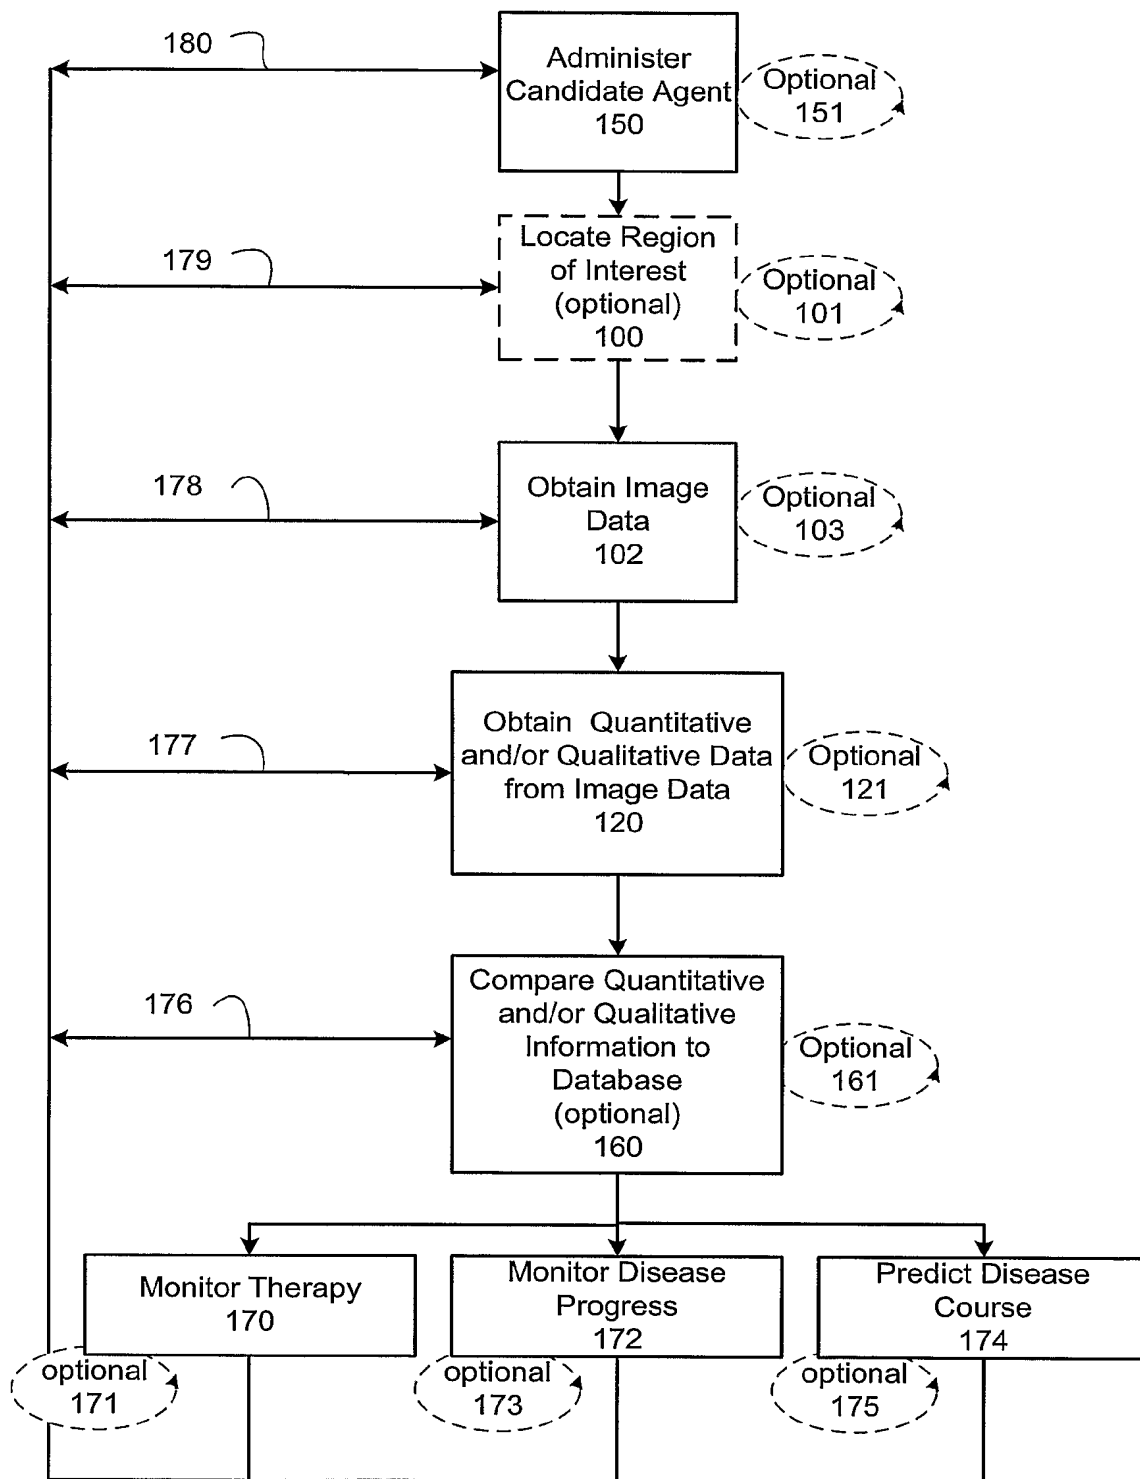 180
Administer
Candidate Agent
150
Optional
151
179
Locate Region
of Interest
(optional)
100
Optional
101
178
Obtain Image
Data
102
Optional
103
177
Obtain Quantitative
and/or Qualitative Data
from Image Data
120
Optional
121
176
Compare Quantitative
and/or Qualitative
Information to
Database
(optional)
160
Optional
161
Monitor Therapy
170
optional
171
Monitor Disease
Progress
172
optional
173
Predict Disease
Course
174
optional
175